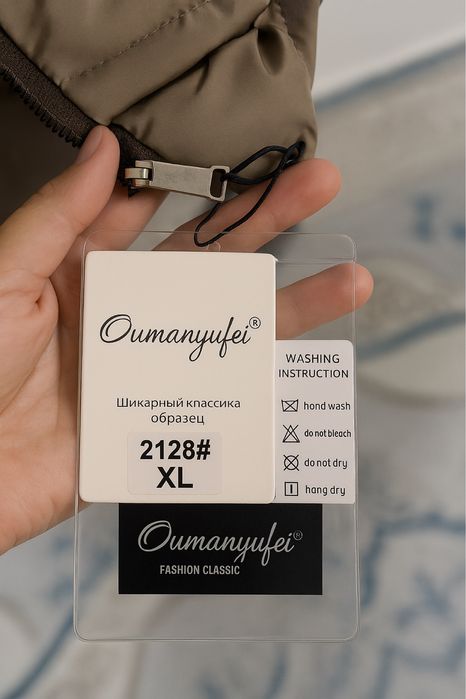 Oumanyufei®
Шикарный классика
образец
2128#
XL
WASHING
INSTRUCTION
hond wash
do not bleach
do not dry
hang dry
Oumanyufei®
FASHION CLASSIC